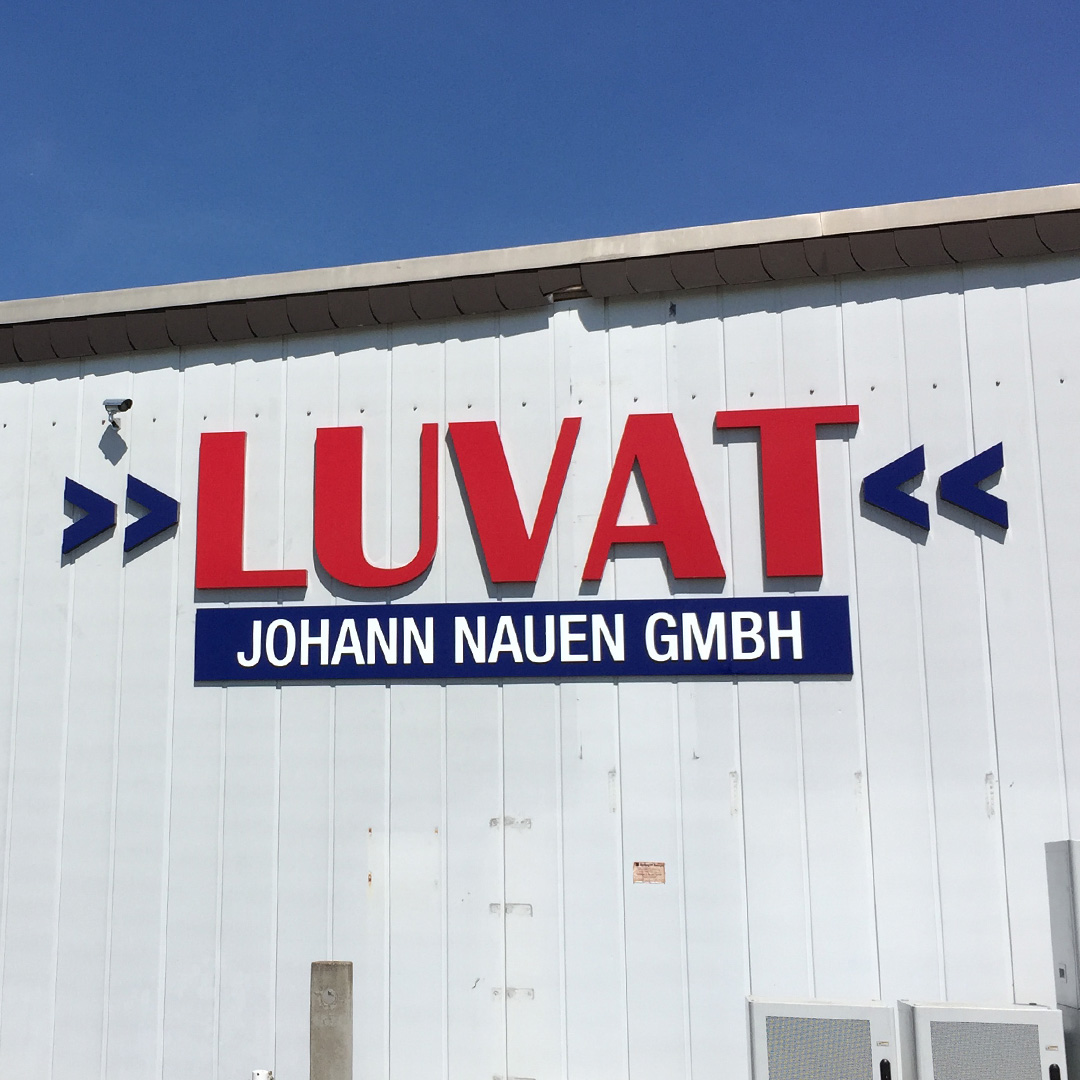 >> LUVAT <<
JOHANN NAUEN GMBH